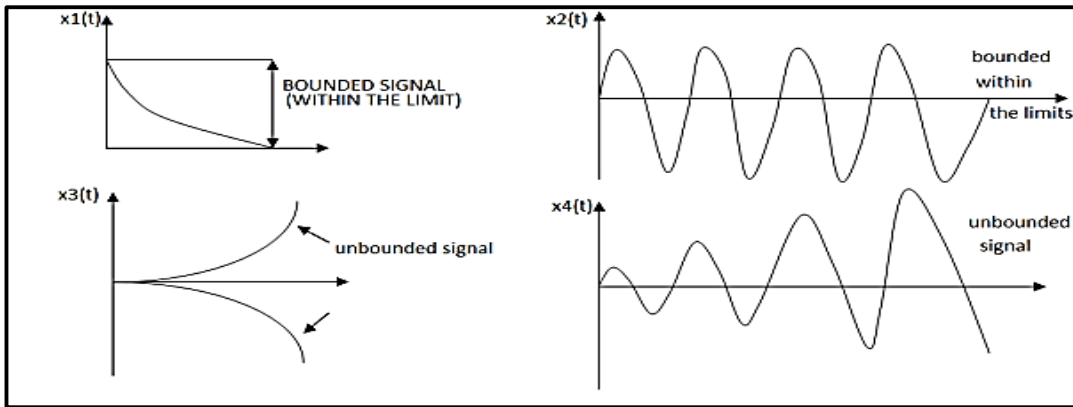 x1(t)
BOUNDED SIGNAL
(WITHIN THE LIMIT)
x2(t)
bounded
within
the limits
x3(t)
unbounded signal
x4(t)
unbounded
signal